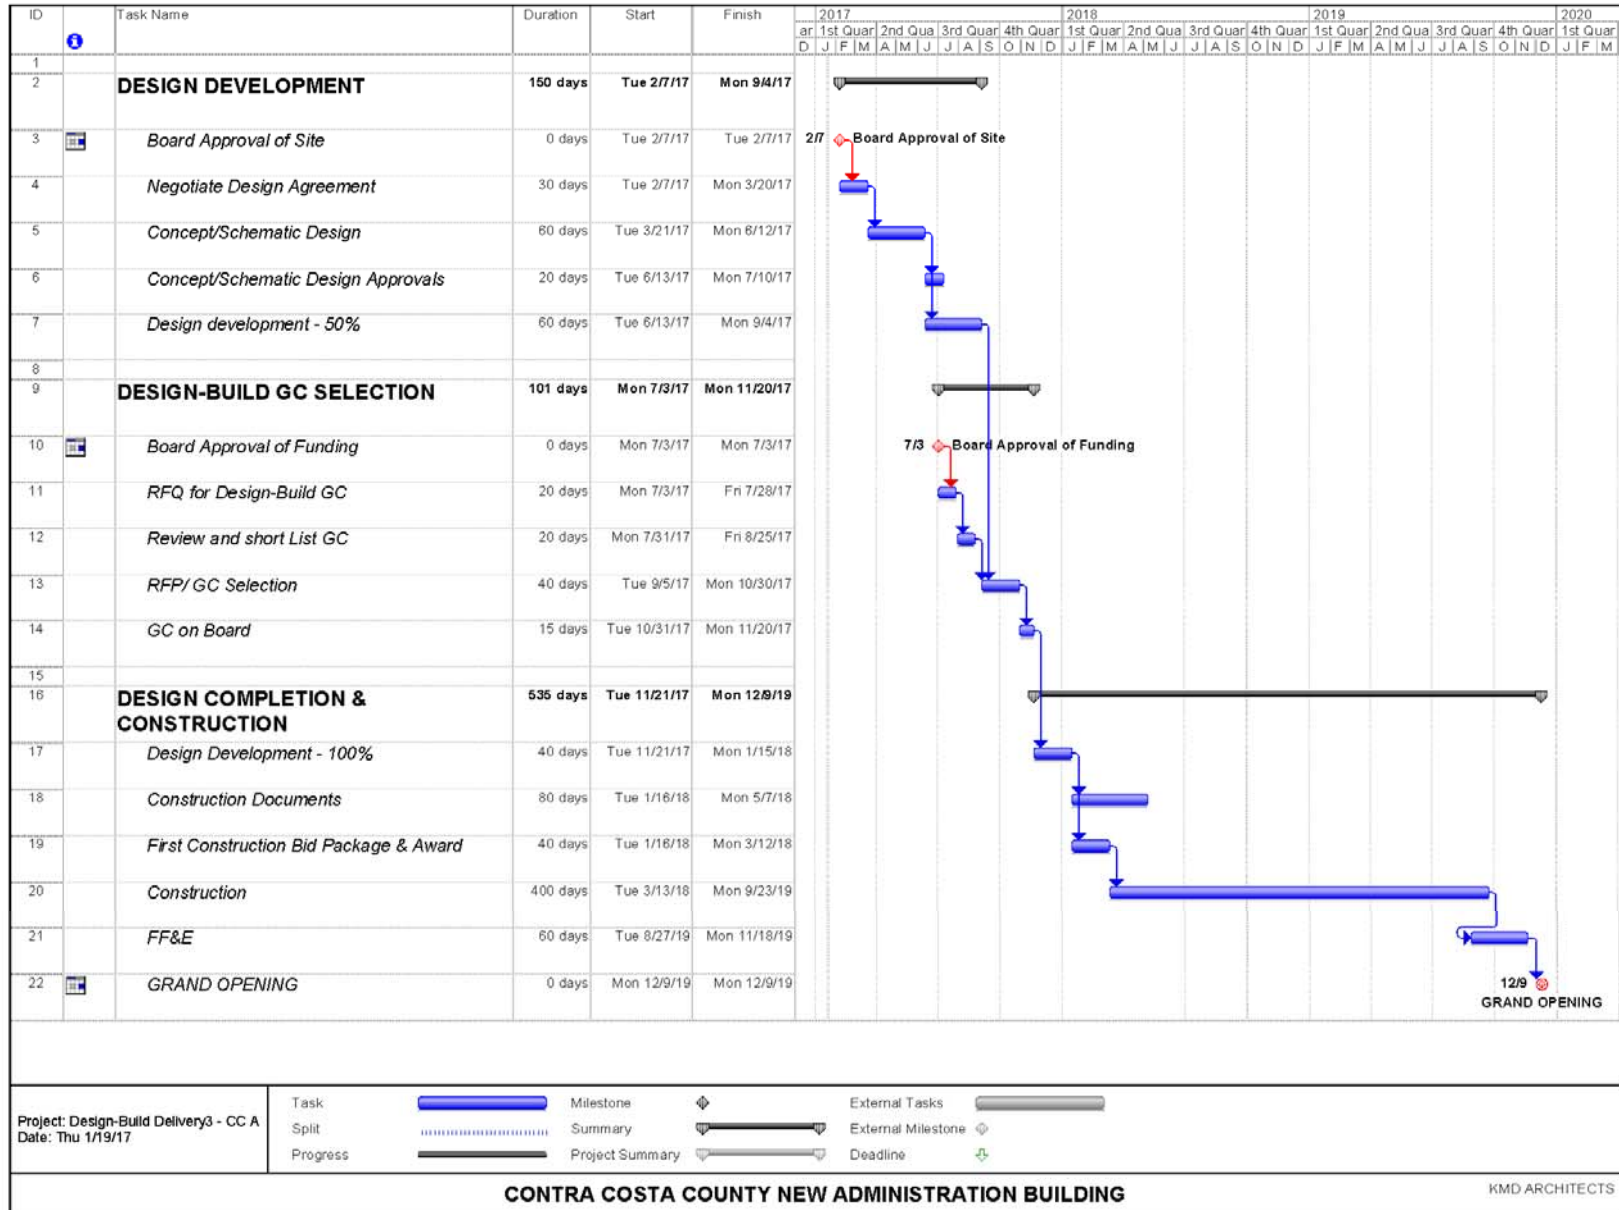 ID Task Name Duration Start Finish 2017 2018 2019 2020
ar 1st Quar 2nd Qua 3rd Quar 4th Quar 1st Quar 2nd Qua 3rd Quar 4th Quar 1st Quar 2nd Qua 3rd Quar 4th Quar 1st Quar
D J F M A M J J A S O N D J F M A M J J A S O N D J F M A M J J A S O N D J F M
1
2 DESIGN DEVELOPMENT 150 days Tue 2/7/17 Mon 9/4/17
3 Board Approval of Site 0 days Tue 2/7/17 Tue 2/7/17 2/7 Board Approval of Site
4 Negotiate Design Agreement 30 days Tue 2/7/17 Mon 3/20/17
5 Concept/Schematic Design 60 days Tue 3/21/17 Mon 6/12/17
6 Concept/Schematic Design Approvals 20 days Tue 6/13/17 Mon 7/10/17
7 Design development - 50% 60 days Tue 6/13/17 Mon 9/4/17
8
9 DESIGN-BUILD GC SELECTION 101 days Mon 7/3/17 Mon 11/20/17
10 Board Approval of Funding 0 days Mon 7/3/17 Mon 7/3/17 7/3 Board Approval of Funding
11 RFQ for Design-Build GC 20 days Mon 7/3/17 Fri 7/28/17
12 Review and short List GC 20 days Mon 7/31/17 Fri 8/25/17
13 RFP/ GC Selection 40 days Tue 9/5/17 Mon 10/30/17
14 GC on Board 15 days Tue 10/31/17 Mon 11/20/17
15
16 DESIGN COMPLETION & 535 days Tue 11/21/17 Mon 12/9/19
CONSTRUCTION
17 Design Development - 100% 40 days Tue 11/21/17 Mon 1/15/18
18 Construction Documents 80 days Tue 1/16/18 Mon 5/7/18
19 First Construction Bid Package & Award 40 days Tue 1/16/18 Mon 3/12/18
20 Construction 400 days Tue 3/13/18 Mon 9/23/19
21 FF&E 60 days Tue 8/27/19 Mon 11/18/19
22 GRAND OPENING 0 days Mon 12/9/19 Mon 12/9/19 12/9
GRAND OPENING
Project: Design-Build Delivery3 - CC A
Date: Thu 1/19/17
Task Milestone External Tasks
Split Summary External Milestone
Progress Project Summary Deadline
CONTRA COSTA COUNTY NEW ADMINISTRATION BUILDING
KMD ARCHITECTS